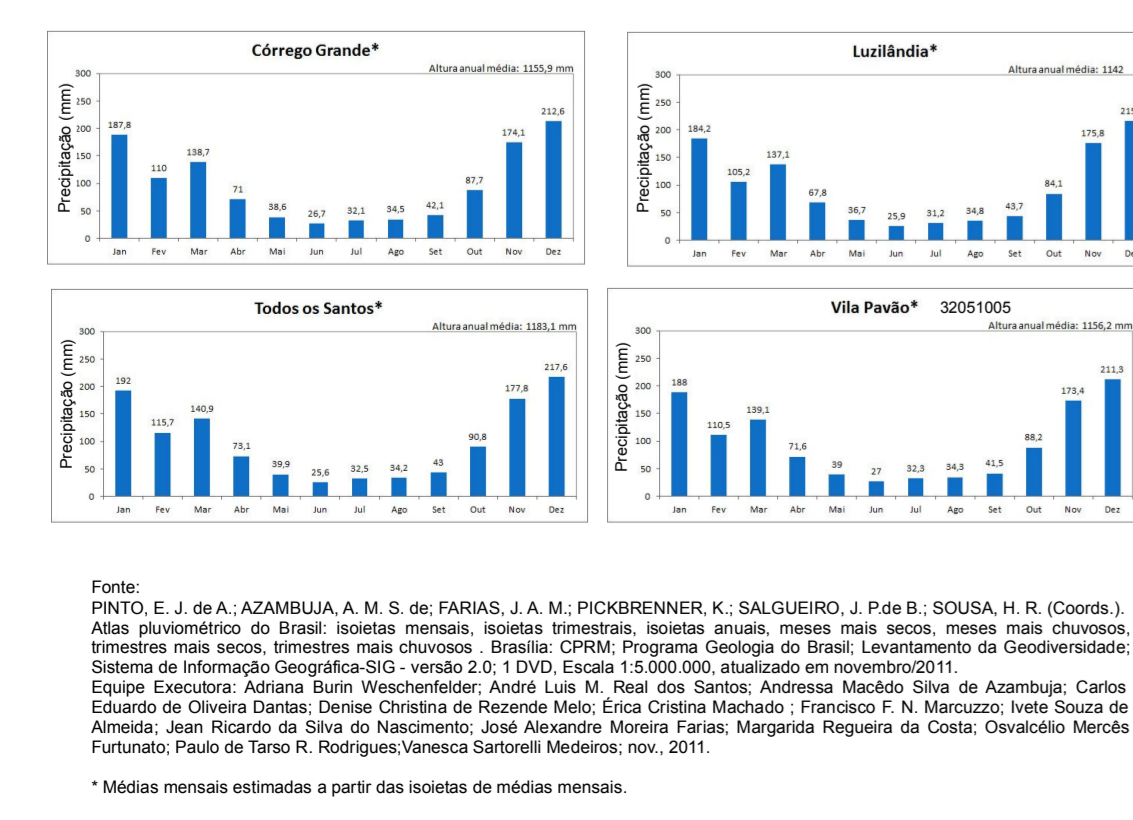 Córrego Grande*
Altura anual média: 1155,9 mm
Precipitação (mm)
300
250
200
150
100
50
0
187,8
110
138,7
71
38,6
26,7
32,1
34,5
42,1
87,7
174,1
212,6
Jan Fev Mar Abr Mai Jun Jul Ago Set Out Nov Dez
Luzilândia*
Altura anual média: 1142
Precipitação (mm)
300
250
200
150
100
50
0
184,2
105,2
137,1
67,8
36,7
25,9
31,2
34,8
43,7
84,1
175,8
Jan Fev Mar Abr Mai Jun Jul Ago Set Out Nov
Todos os Santos*
Altura anual média: 1183,1 mm
Precipitação (mm)
300
250
200
150
100
50
0
192
115,7
140,9
73,1
39,9
25,6
32,5
34,2
43
90,8
177,8
217,6
Jan Fev Mar Abr Mai Jun Jul Ago Set Out Nov Dez
Vila Pavão* 32051005
Altura anual média: 1156,2 mm
Precipitação (mm)
300
250
200
150
100
50
0
188
110,5
139,1
71,6
39
27
32,3
34,3
41,5
88,2
173,4
211,3
Jan Fev Mar Abr Mai Jun Jul Ago Set Out Nov Dez
Fonte:
PINTO, E. J. de A.; AZAMBUJA, A. M. S. de; FARIAS, J. A. M.; PICKBRENNER, K.; SALGUEIRO, J. P.de B.; SOUSA, H. R. (Coords.).
Atlas pluviométrico do Brasil: isoietas mensais, isoietas trimestrais, isoietas anuais, meses mais secos, meses mais chuvosos,
trimestres mais secos, trimestres mais chuvosos . Brasília: CPRM; Programa Geologia do Brasil; Levantamento da Geodiversidade;
Sistema de Informação Geográfica-SIG - versão 2.0; 1 DVD, Escala 1:5.000.000, atualizado em novembro/2011.
Equipe Executora: Adriana Burin Weschenfelder; André Luis M. Real dos Santos; Andressa Macêdo Silva de Azambuja; Carlos
Eduardo de Oliveira Dantas; Denise Christina de Rezende Melo; Érica Cristina Machado ; Francisco F. N. Marcuzzo; Ivete Souza de
Almeida; Jean Ricardo da Silva do Nascimento; José Alexandre Moreira Farias; Margarida Regueira da Costa; Osvalcélio Mercês
Furtunato; Paulo de Tarso R. Rodrigues;Vanesca Sartorelli Medeiros; nov., 2011.
* Médias mensais estimadas a partir das isoietas de médias mensais.